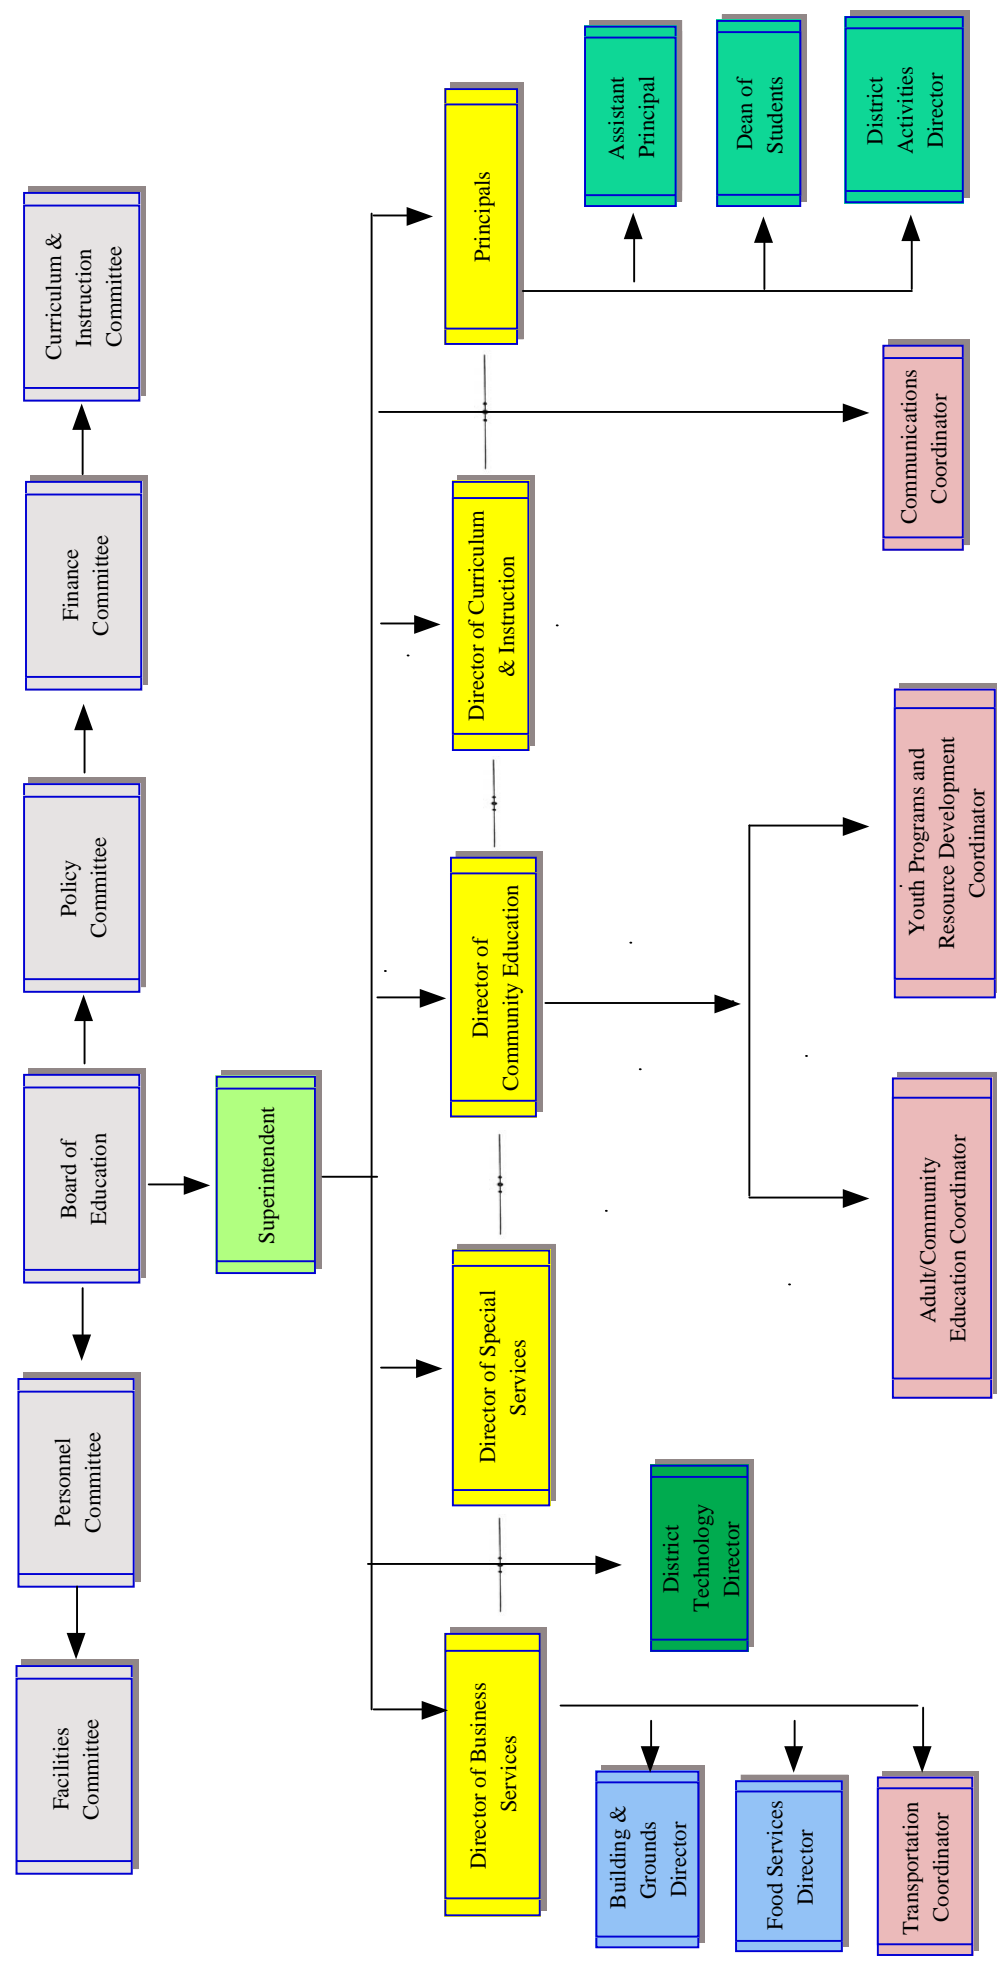 Facilities
Committee
Personnel
Committee
Board of
Education
Policy
Committee
Finance
Committee
Curriculum &
Instruction
Committee
Superintendent
Director of Business
Services
Director of Special
Services
Director of
Community Education
Director of Curriculum
& Instruction
Principals
Building &
Grounds
Director
Food Services
Director
Transportation
Coordinator
District
Technology
Director
Adult/Community
Education Coordinator
Youth Programs and
Resource Development
Coordinator
Communications
Coordinator
Assistant
Principal
Dean of
Students
District
Activities
Director